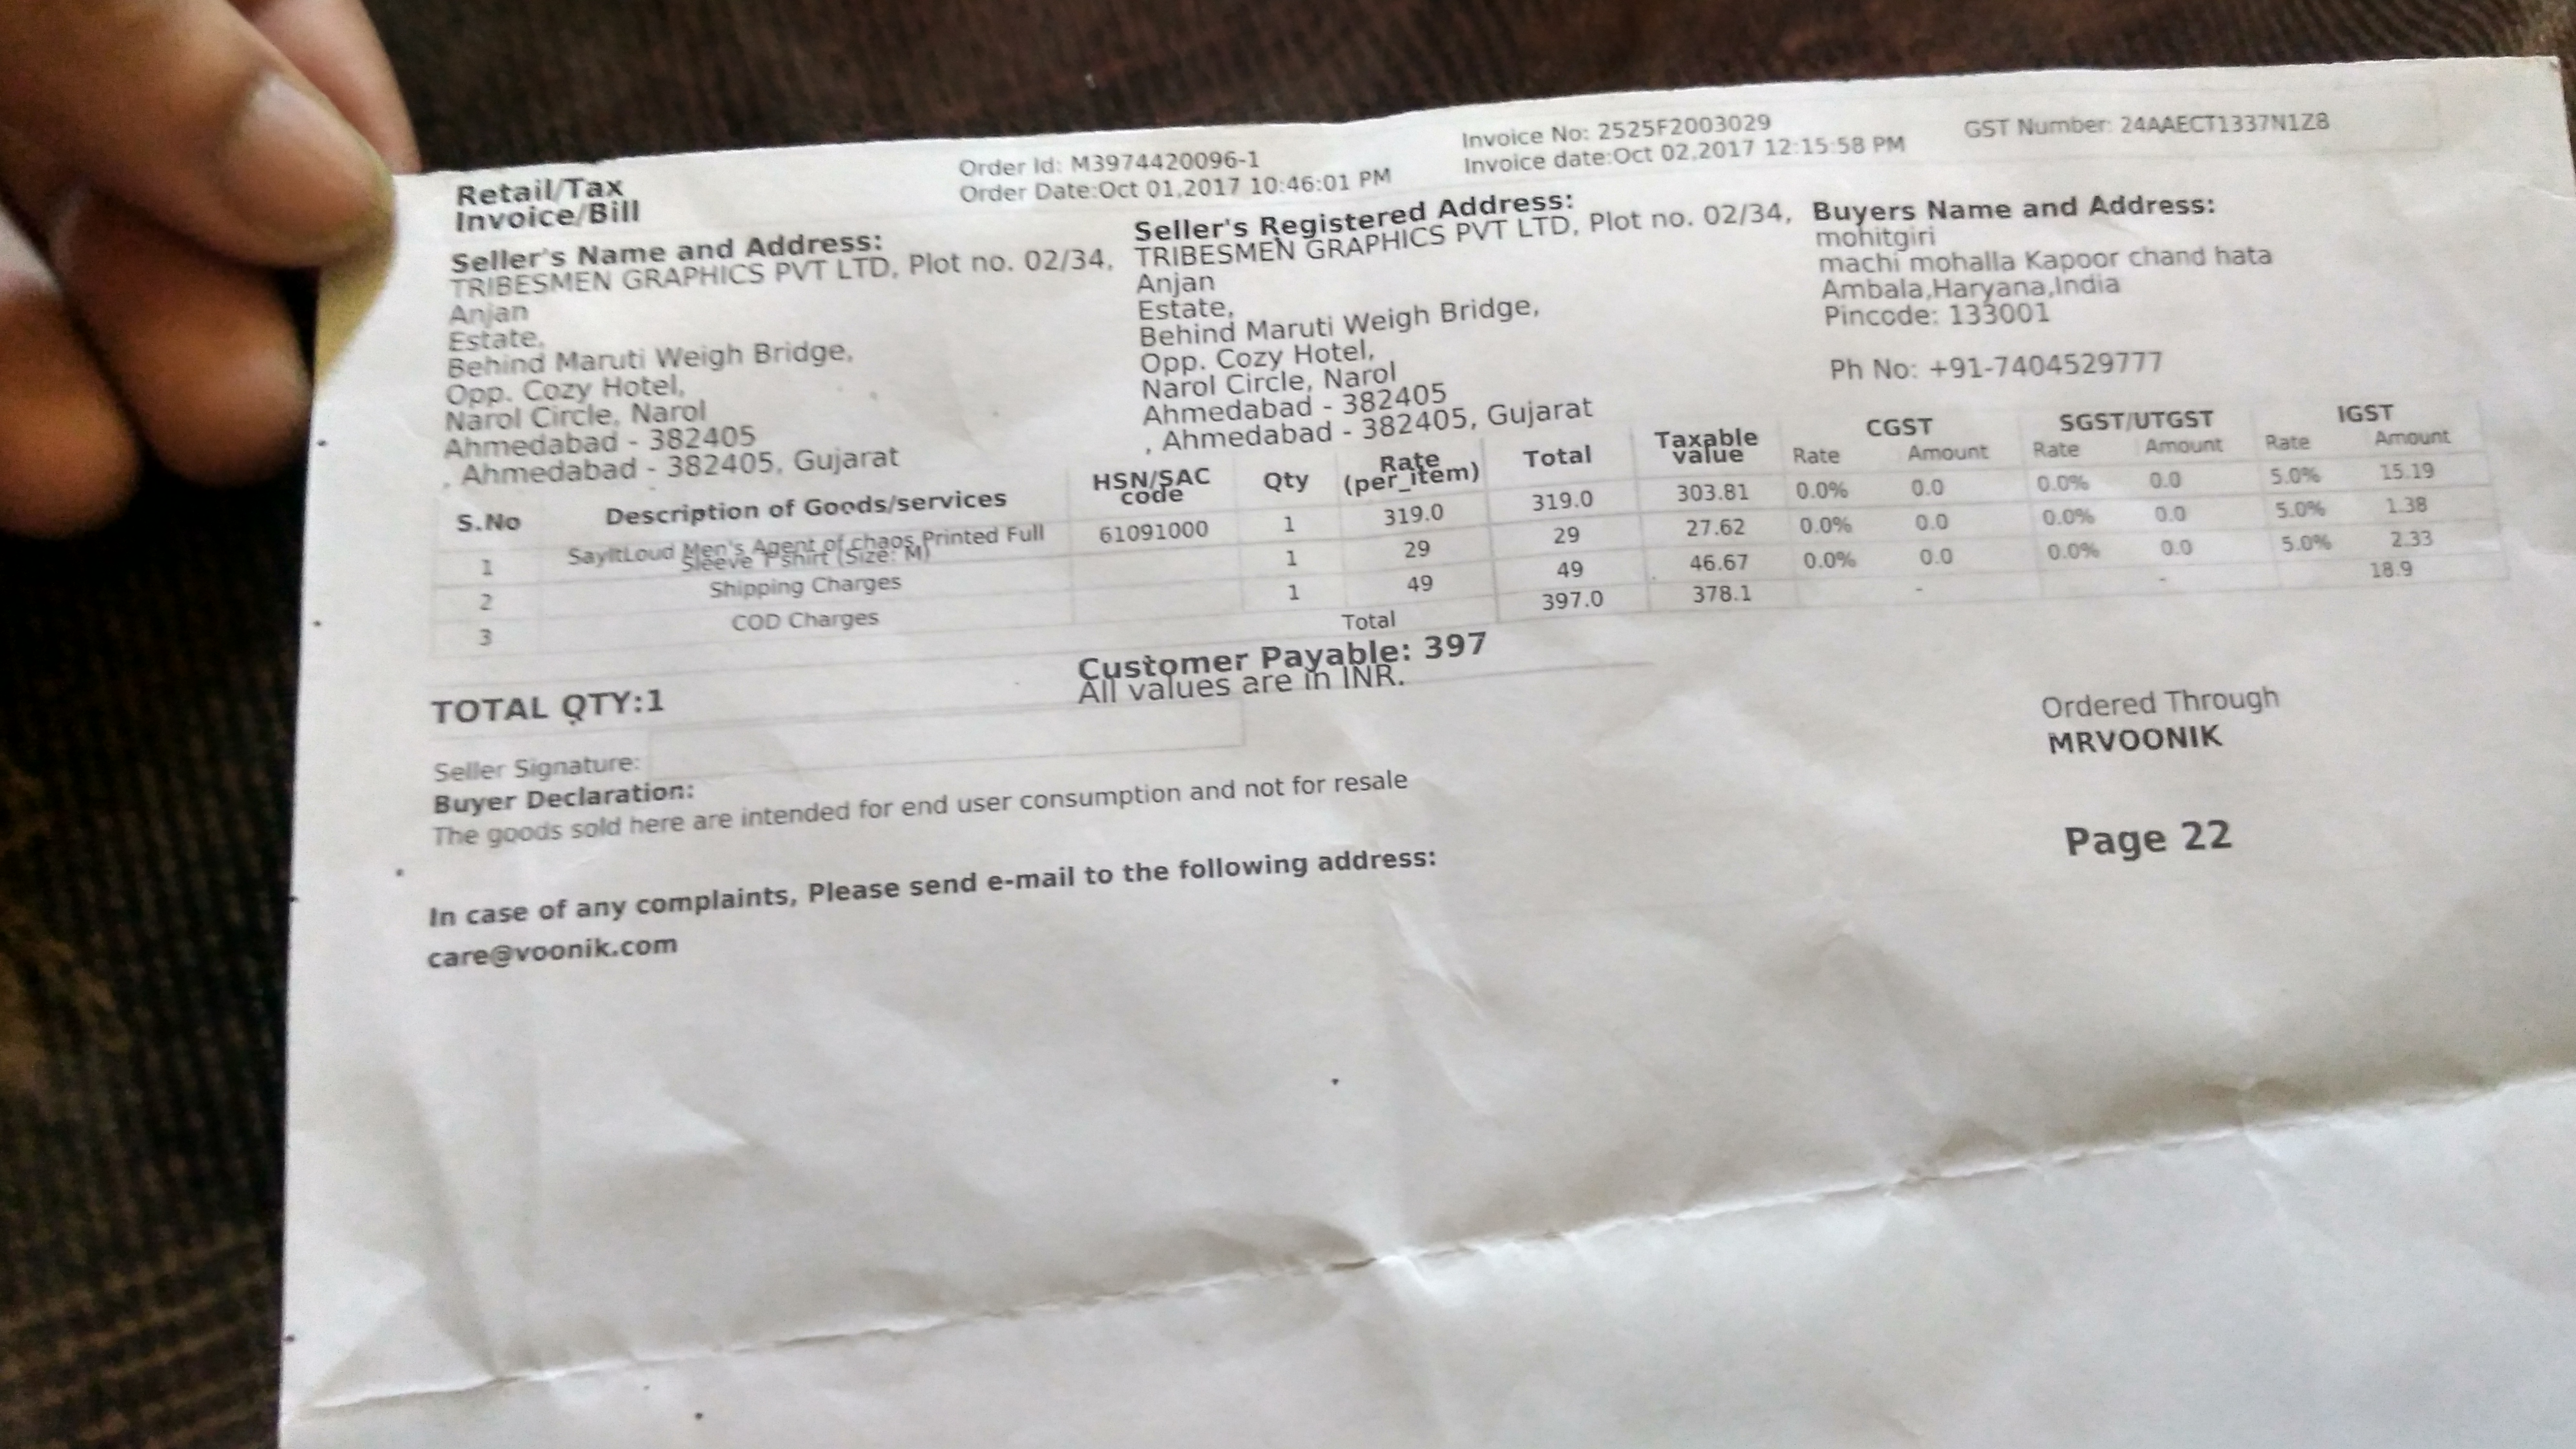 Retail/Tax
Invoice/Bill
Order Id: M3974420096-1
Order Date:Oct 01,2017 10:46:01 PM
Invoice No: 2525F2003029
Invoice date:Oct 02,2017 12:15:58 PM
GST Number: 24AAECT1337N1Z8
Seller's Name and Address:
TRIBESMEN GRAPHICS PVT LTD, Plot no. 02/34,
Anjan
Estate,
Behind Maruti Weigh Bridge,
Opp. Cozy Hotel,
Narol Circle, Narol
Ahmedabad - 382405
, Ahmedabad - 382405, Gujarat
Seller's Registered Address:
TRIBESMEN GRAPHICS PVT LTD, Plot no. 02/34,
Anjan
Estate,
Behind Maruti Weigh Bridge,
Opp. Cozy Hotel,
Narol Circle, Narol
Ahmedabad - 382405
, Ahmedabad - 382405, Gujarat
Buyers Name and Address:
mohitgiri
machi mohalla Kapoor chand hata
Ambala,Haryana,India
Pincode: 133001
Ph No: +91-7404529777
S.No Description of Goods/services HSN/SAC code Qty Rate (per_item) Total Taxable value CGST Rate Amount SGST/UTGST Rate Amount IGST Rate Amount
1 SayItLoud Men's Agent of chaos Printed Full Sleeve T-shirt (Size: M) 61091000 1 319.0 319.0 303.81 0.0% 0.0 0.0% 0.0 5.0% 15.19
2 Shipping Charges 1 29 29 27.62 0.0% 0.0 0.0% 0.0 5.0% 1.38
3 COD Charges 1 49 49 46.67 0.0% 0.0 0.0% 0.0 5.0% 2.33
Total 397.0 378.1 - - 18.9
Customer Payable: 397
All values are in INR.
TOTAL QTY:1
Seller Signature:
Ordered Through
MRVOONIK
Buyer Declaration:
The goods sold here are intended for end user consumption and not for resale
Page 22
In case of any complaints, Please send e-mail to the following address:
care@voonik.com